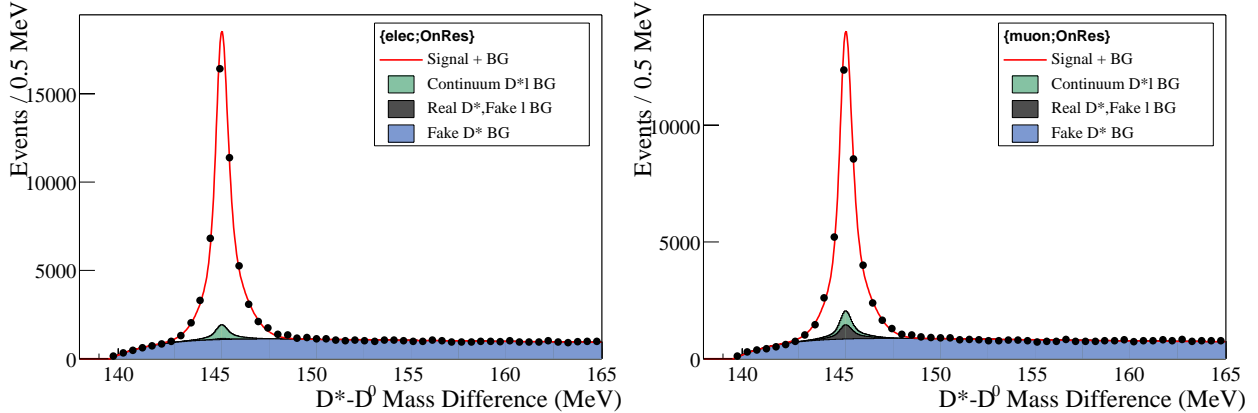 {elec;OnRes}
Signal + BG
Continuum D*l BG
Real D*,Fake l BG
Fake D* BG
Events / 0.5 MeV
15000
10000
5000
0
140 145 150 155 160 165
D*-D0 Mass Difference (MeV)
{muon;OnRes}
Signal + BG
Continuum D*l BG
Real D*,Fake l BG
Fake D* BG
Events / 0.5 MeV
10000
5000
0
140 145 150 155 160 165
D*-D0 Mass Difference (MeV)